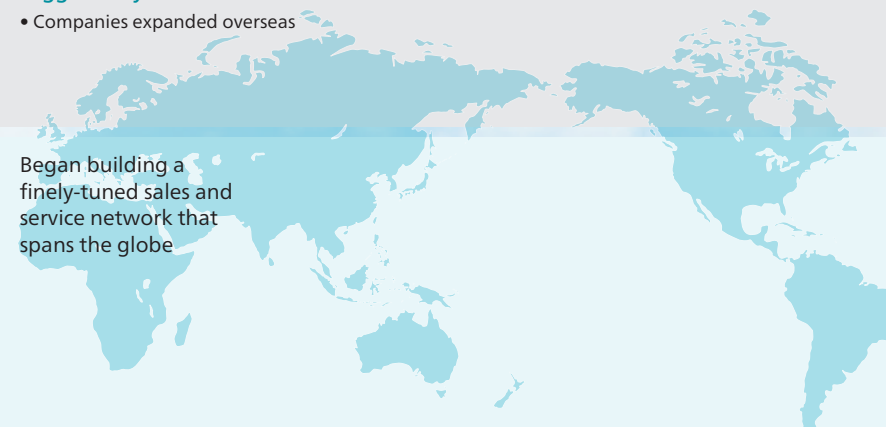 • Companies expanded overseas
Began building a
finely-tuned sales and
service network that
spans the globe